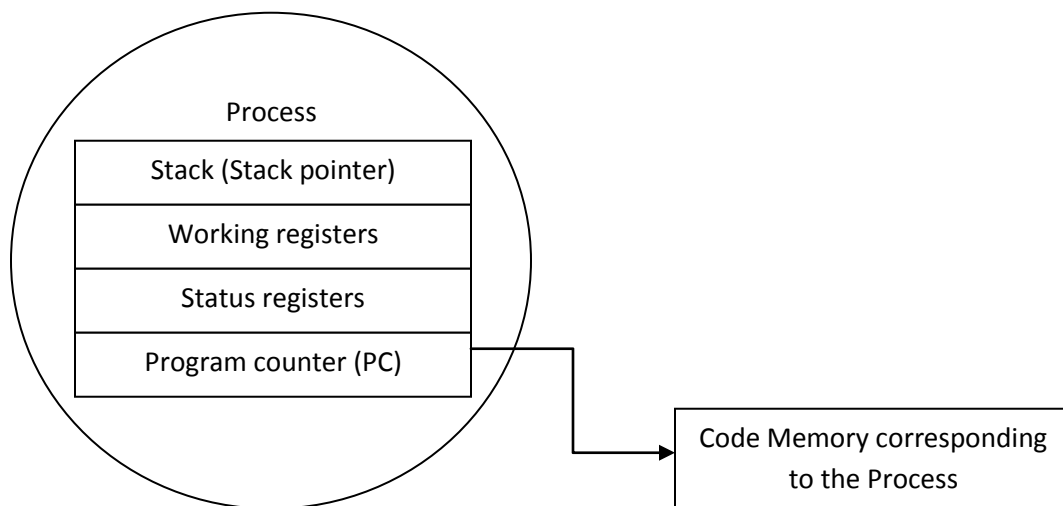 Process
Stack (Stack pointer)
Working registers
Status registers
Program counter (PC)
Code Memory corresponding
to the Process